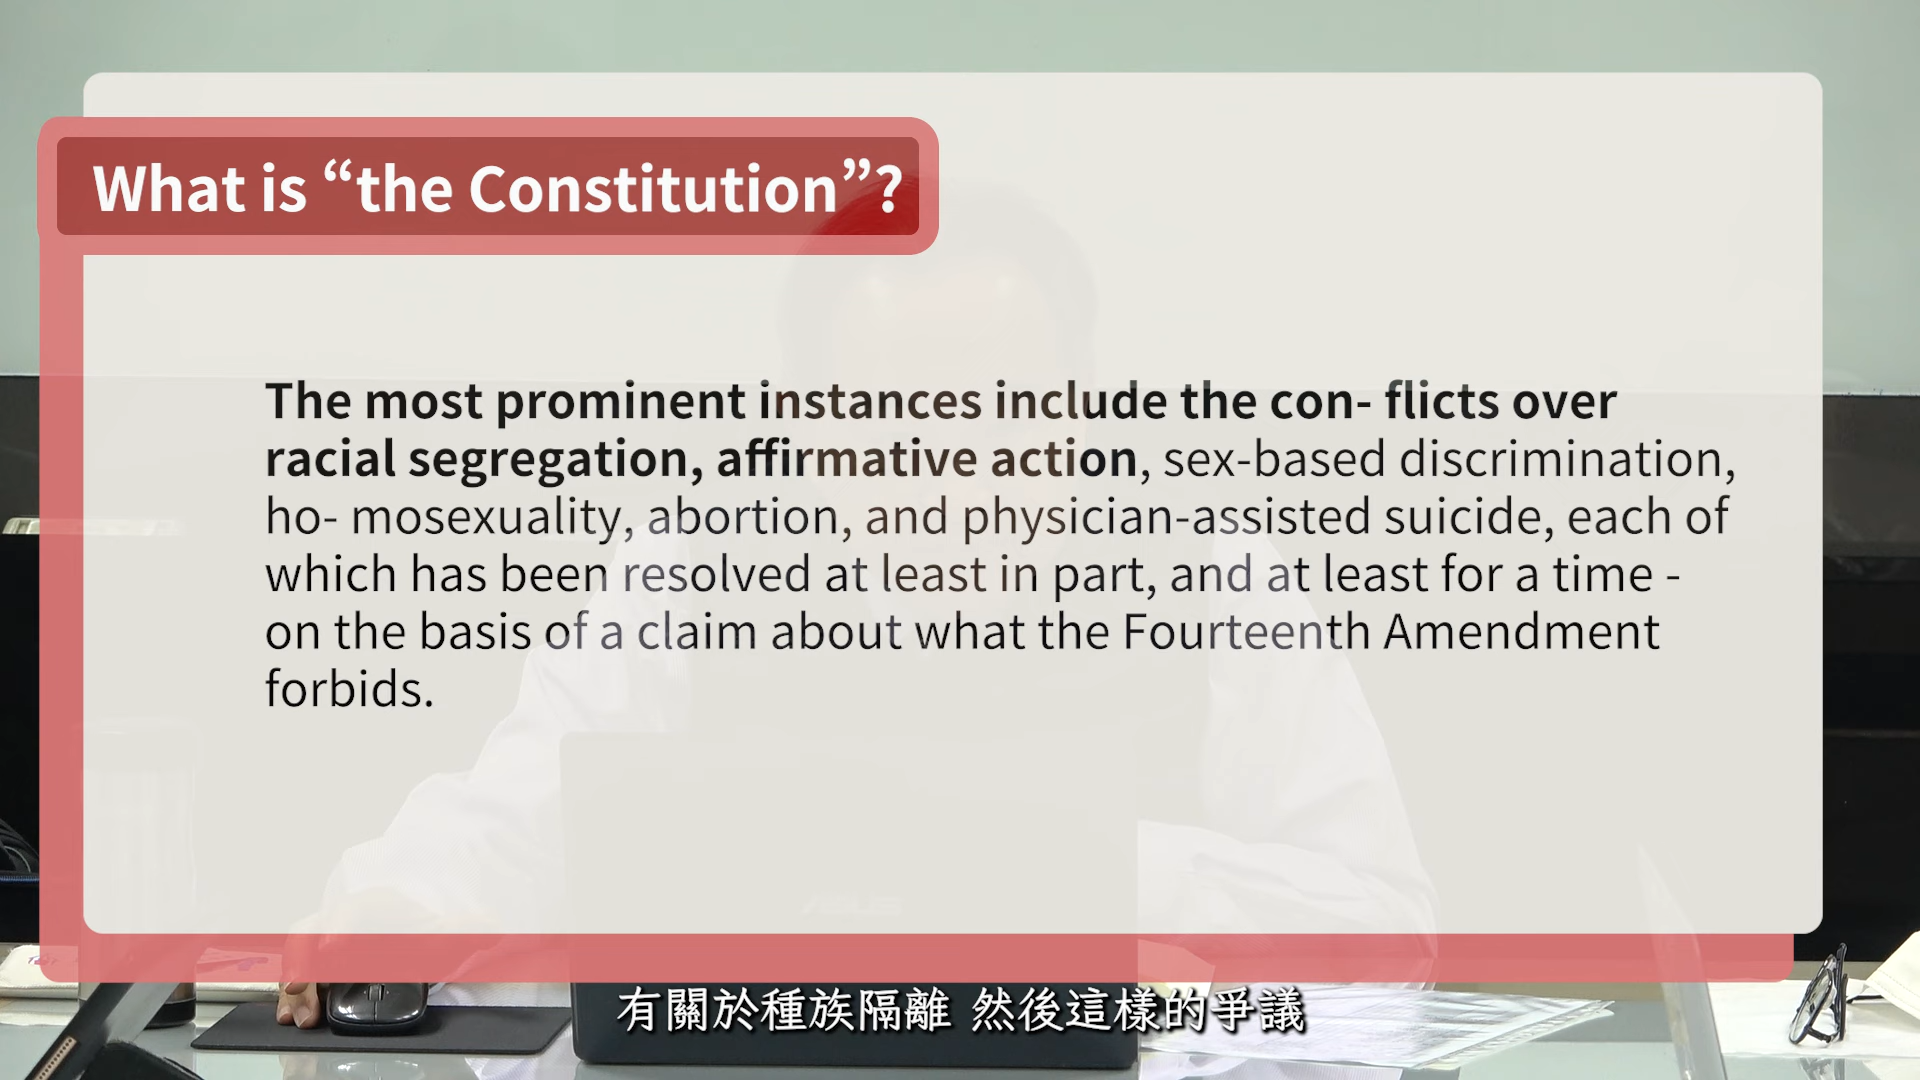 What is “the Constitution”?
The most prominent instances include the con- flicts over
racial segregation, affirmative action, sex-based discrimination,
ho- mosexuality, abortion, and physician-assisted suicide, each of
which has been resolved at least in part, and at least for a time -
on the basis of a claim about what the Fourteenth Amendment
forbids.
ASUS
有關於種族隔離 然後這樣的爭議